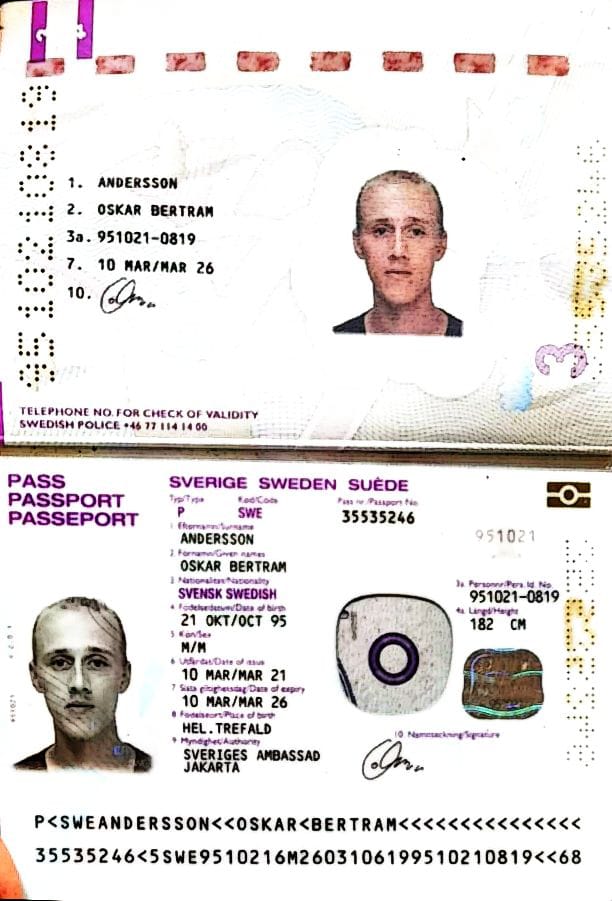 9510210819
1. ANDERSSON
2. OSKAR BERTRAM
3a. 951021-0819
7. 10 MAR/MAR 26
10.
TELEPHONE NO. FOR CHECK OF VALIDITY
SWEDISH POLICE +46 77 114 14 00
PASS
PASSPORT
PASSEPORT
SVERIGE SWEDEN SUÈDE
Typ/Type Kod/Code Pass nr/Passport No.
P SWE 35535246
1 Efternamn/Surname
ANDERSSON
2 Förnamn/Given names
OSKAR BERTRAM
3 Nationalitet/Nationality
SVENSK SWEDISH
4 Födelsedatum/Date of birth
21 OKT/OCT 95
5 Kön/Sex
M/M
6 Utfärdat/Date of issue
10 MAR/MAR 21
7 Sista giltighetsdag/Date of expiry
10 MAR/MAR 26
8 Födelseort/Place of birth
HEL.TREFALD
9 Myndighet/Authority
SVERIGES AMBASSAD
JAKARTA
951021
3a Personnr/Pers. Id. No.
951021-0819
4a Längd/Height
182 CM
10 Namnteckning/Signature
P<SWEANDERSSON<<OSKAR<BERTRAM<<<<<<<<<<<<<<<
35535246<5SWE9510216M2603106199510210819<<68